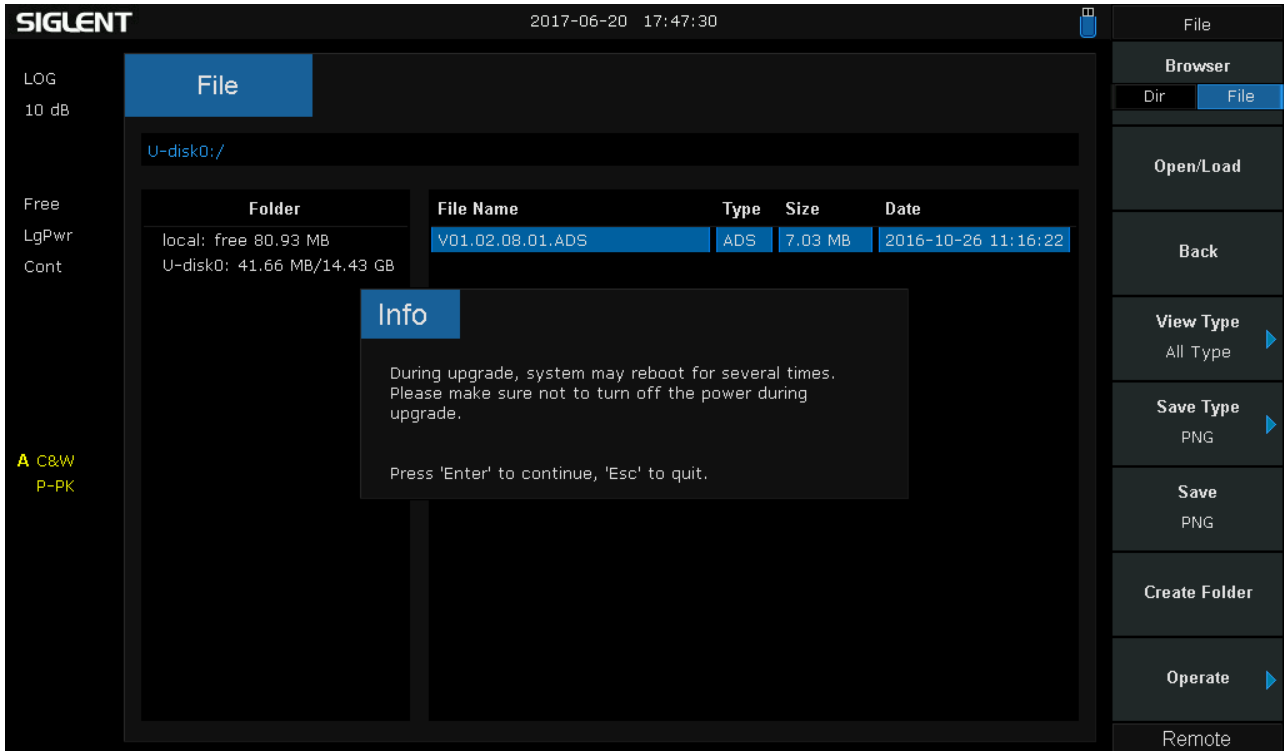 SIGLENT
2017-06-20 17:47:30
LOG
10 dB
Free
LgPwr
Cont
A C&W
P-PK
File
U-disk0:/
Folder
local: free 80.93 MB
U-disk0: 41.66 MB/14.43 GB
File Name Type Size Date
V01.02.08.01.ADS ADS 7.03 MB 2016-10-26 11:16:22
Info
During upgrade, system may reboot for several times.
Please make sure not to turn off the power during
upgrade.
Press 'Enter' to continue, 'Esc' to quit.
File
Browser
Dir File
Open/Load
Back
View Type
All Type
Save Type
PNG
Save
PNG
Create Folder
Operate
Remote